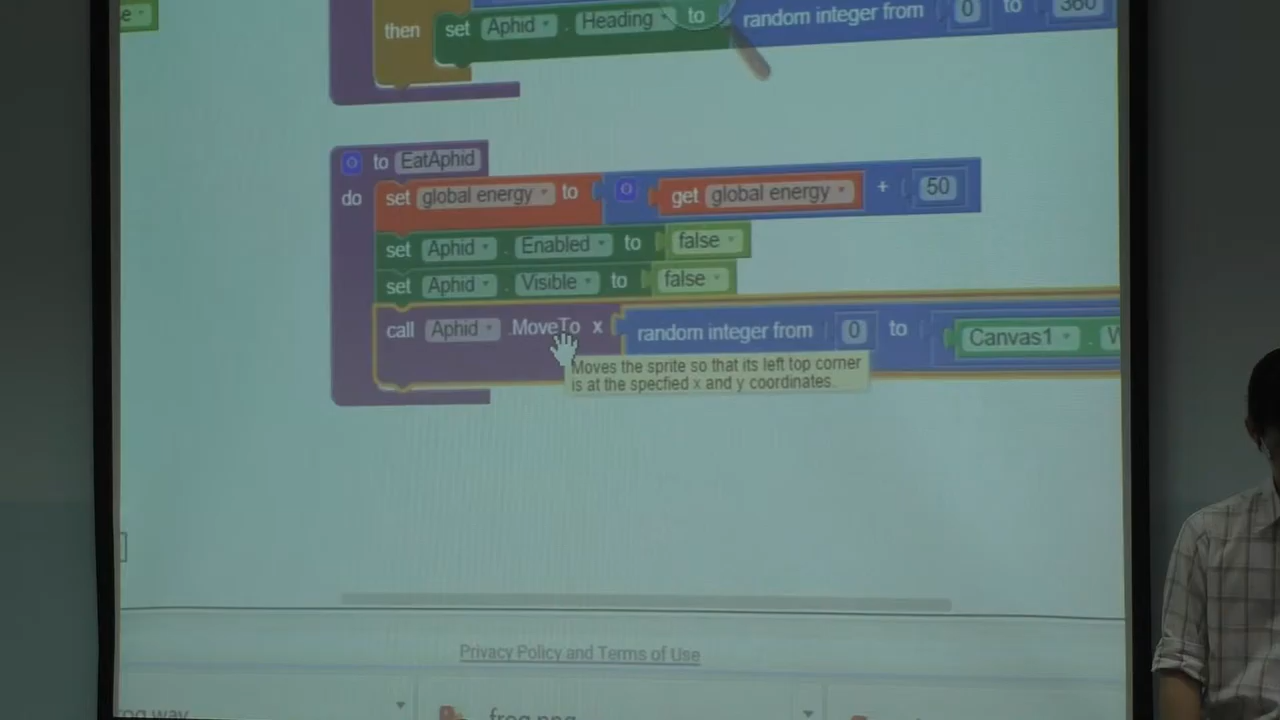 then set Aphid . Heading to random integer from 0 to 360
to EatAphid
do set global energy to get global energy + 50
set Aphid . Enabled to false
set Aphid . Visible to false
call Aphid .MoveTo x random integer from 0 to Canvas1 . W
Moves the sprite so that its left top corner
is at the specfied x and y coordinates.
Privacy Policy and Terms of Use
frog.png